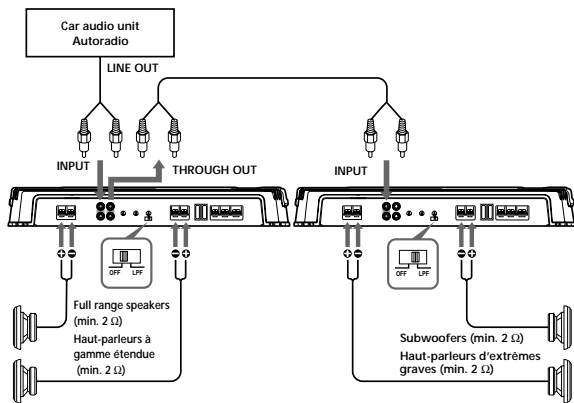 Car audio unit
Autoradio
LINE OUT
INPUT
THROUGH OUT
INPUT
OFF LPF
OFF LPF
Full range speakers
(min. 2 Ω)
Haut-parleurs à
gamme étendue
(min. 2 Ω)
Subwoofers (min. 2 Ω)
Haut-parleurs d'extrêmes
graves (min. 2 Ω)